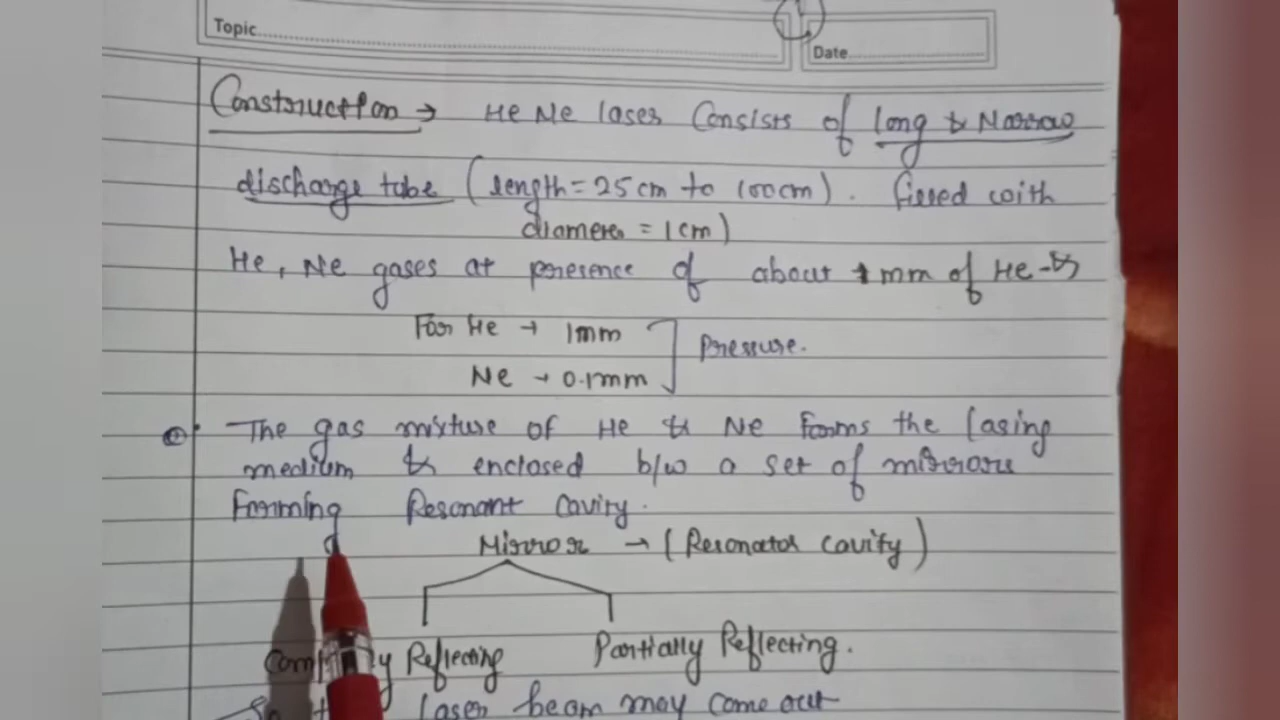 Topic
Date
Construction → He Ne laser Consists of long & Narrow
discharge tube (length = 25 cm to 100 cm). filled with
diameter = 1 cm)
He, Ne gases at presence of about 1 mm of He &
For He → 1mm
Pressure.
Ne → 0.1mm
The gas mixture of He & Ne Forms the lasing
medium & enclosed b/w a set of mirrors
Forming Resonant Cavity.
Mirror → (Resonator cavity)
Reflecting Partially Reflecting.
laser beam may come out